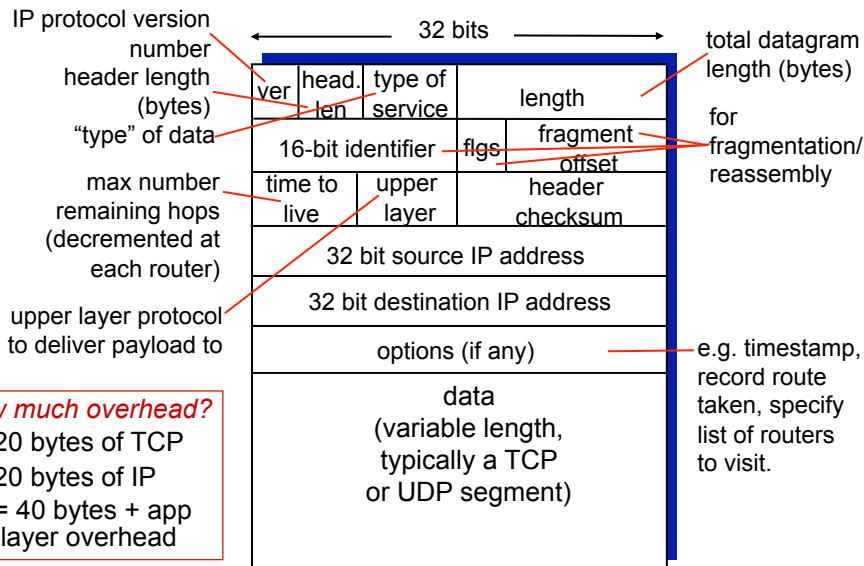 IP protocol version
number
header length
(bytes)
“type” of data
max number
remaining hops
(decremented at
each router)
upper layer protocol
to deliver payload to
much overhead?
20 bytes of TCP
20 bytes of IP
= 40 bytes + app
layer overhead
32 bits
ver
head.
len
type of
service
length
16-bit identifier
flgs
fragment
offset
time to
live
upper
layer
header
checksum
32 bit source IP address
32 bit destination IP address
options (if any)
data
(variable length,
typically a TCP
or UDP segment)
total datagram
length (bytes)
for
fragmentation/
reassembly
e.g. timestamp,
record route
taken, specify
list of routers
to visit.